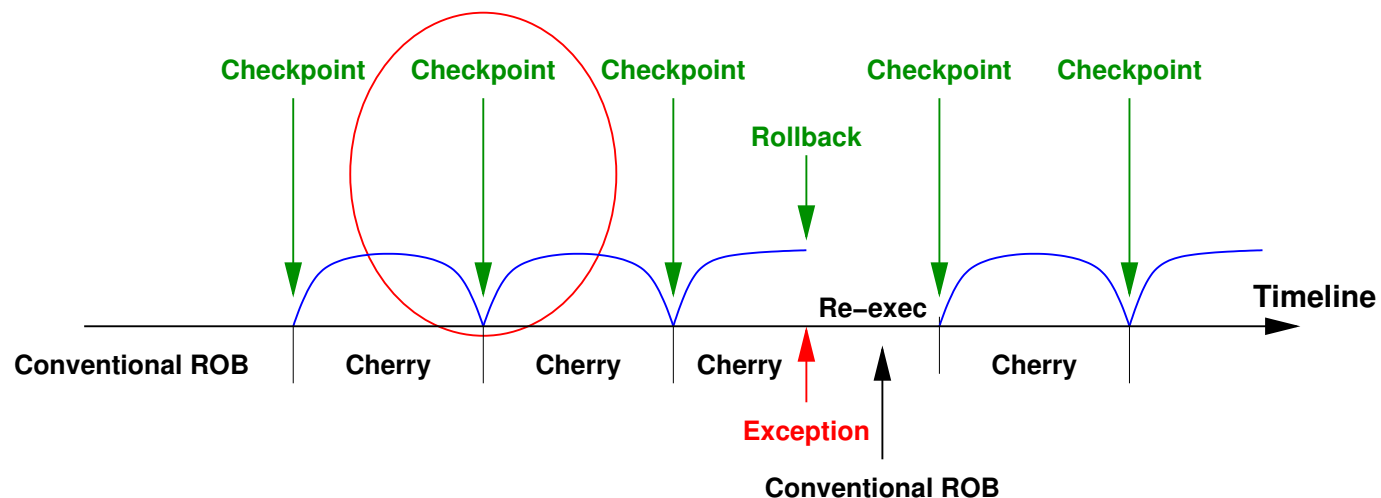 Checkpoint Checkpoint Checkpoint Checkpoint Checkpoint
Rollback
Re−exec Timeline
Conventional ROB Cherry Cherry Cherry Cherry
Exception
Conventional ROB